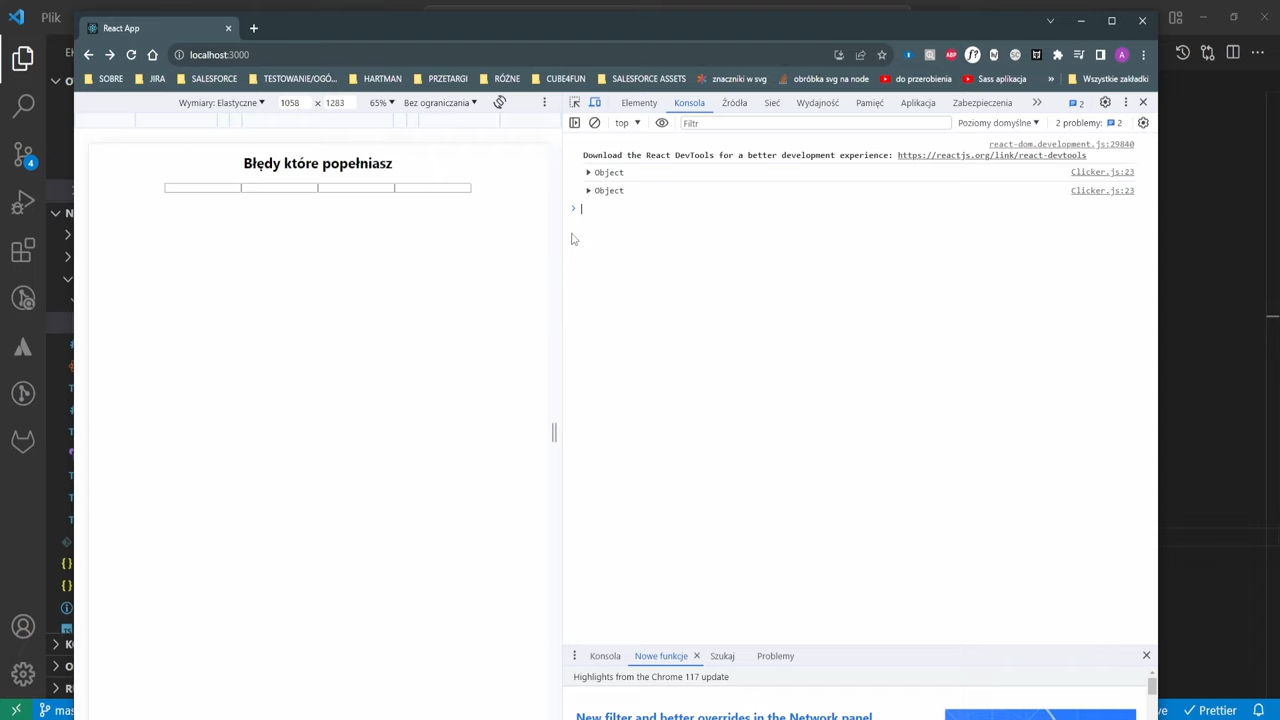 Plik
React App
localhost:3000
SOBRE JIRA SALESFORCE TESTOWANIE/OGÓ... HARTMAN PRZETARGI RÓŻNE CUBE4FUN SALESFORCE ASSETS znaczniki w svg obróbka svg na node do przerobienia Sass aplikacja » Wszystkie zakładki
Wymiary: Elastyczne 1058 × 1283 65% Bez ograniczania
Elementy Konsola Źródła Sieć Wydajność Pamięć Aplikacja Zabezpieczenia » 2
top Filtr Poziomy domyślne 2 problemy: 2
react-dom.development.js:29840
Download the React DevTools for a better development experience: https://reactjs.org/link/react-devtools
Object Clicker.js:23
Object Clicker.js:23
Błędy które popełniasz
Konsola Nowe funkcje Szukaj Problemy
Highlights from the Chrome 117 update
New filter and better overrides in the Network panel
4
ABP
A
Prettier